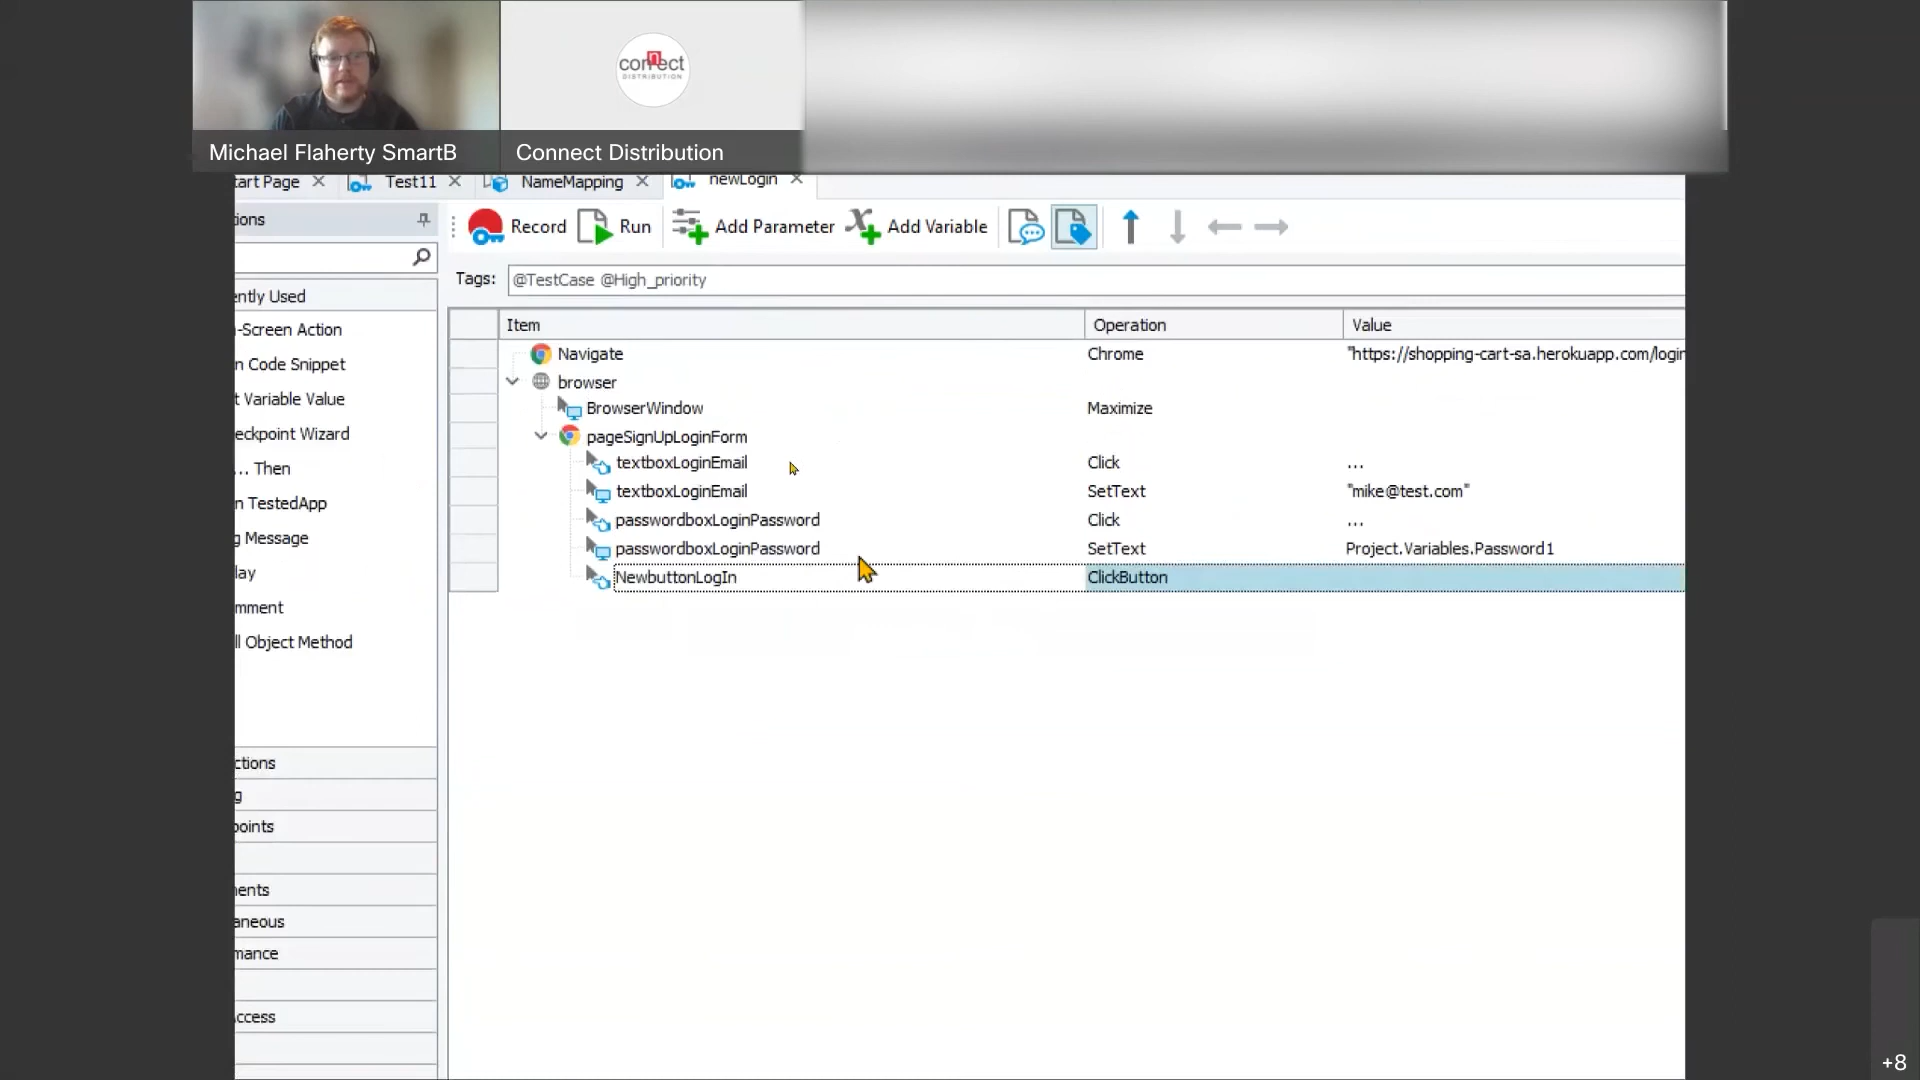 connect
DISTRIBUTION
Michael Flaherty SmartB
Connect Distribution
tart Page
Test11
NameMapping
newLogin
ions
Record
Run
Add Parameter
Add Variable
Tags:
@TestCase @High_priority
ently Used
-Screen Action
n Code Snippet
t Variable Value
eckpoint Wizard
... Then
n TestedApp
g Message
lay
mment
ll Object Method
ctions
g
points
ents
aneous
mance
ccess
Item Operation Value
Navigate Chrome "https://shopping-cart-sa.herokuapp.com/login
browser
BrowserWindow Maximize
pageSignUpLoginForm
textboxLoginEmail Click ...
textboxLoginEmail SetText "mike@test.com"
passwordboxLoginPassword Click ...
passwordboxLoginPassword SetText Project.Variables.Password1
NewbuttonLogIn ClickButton
+8